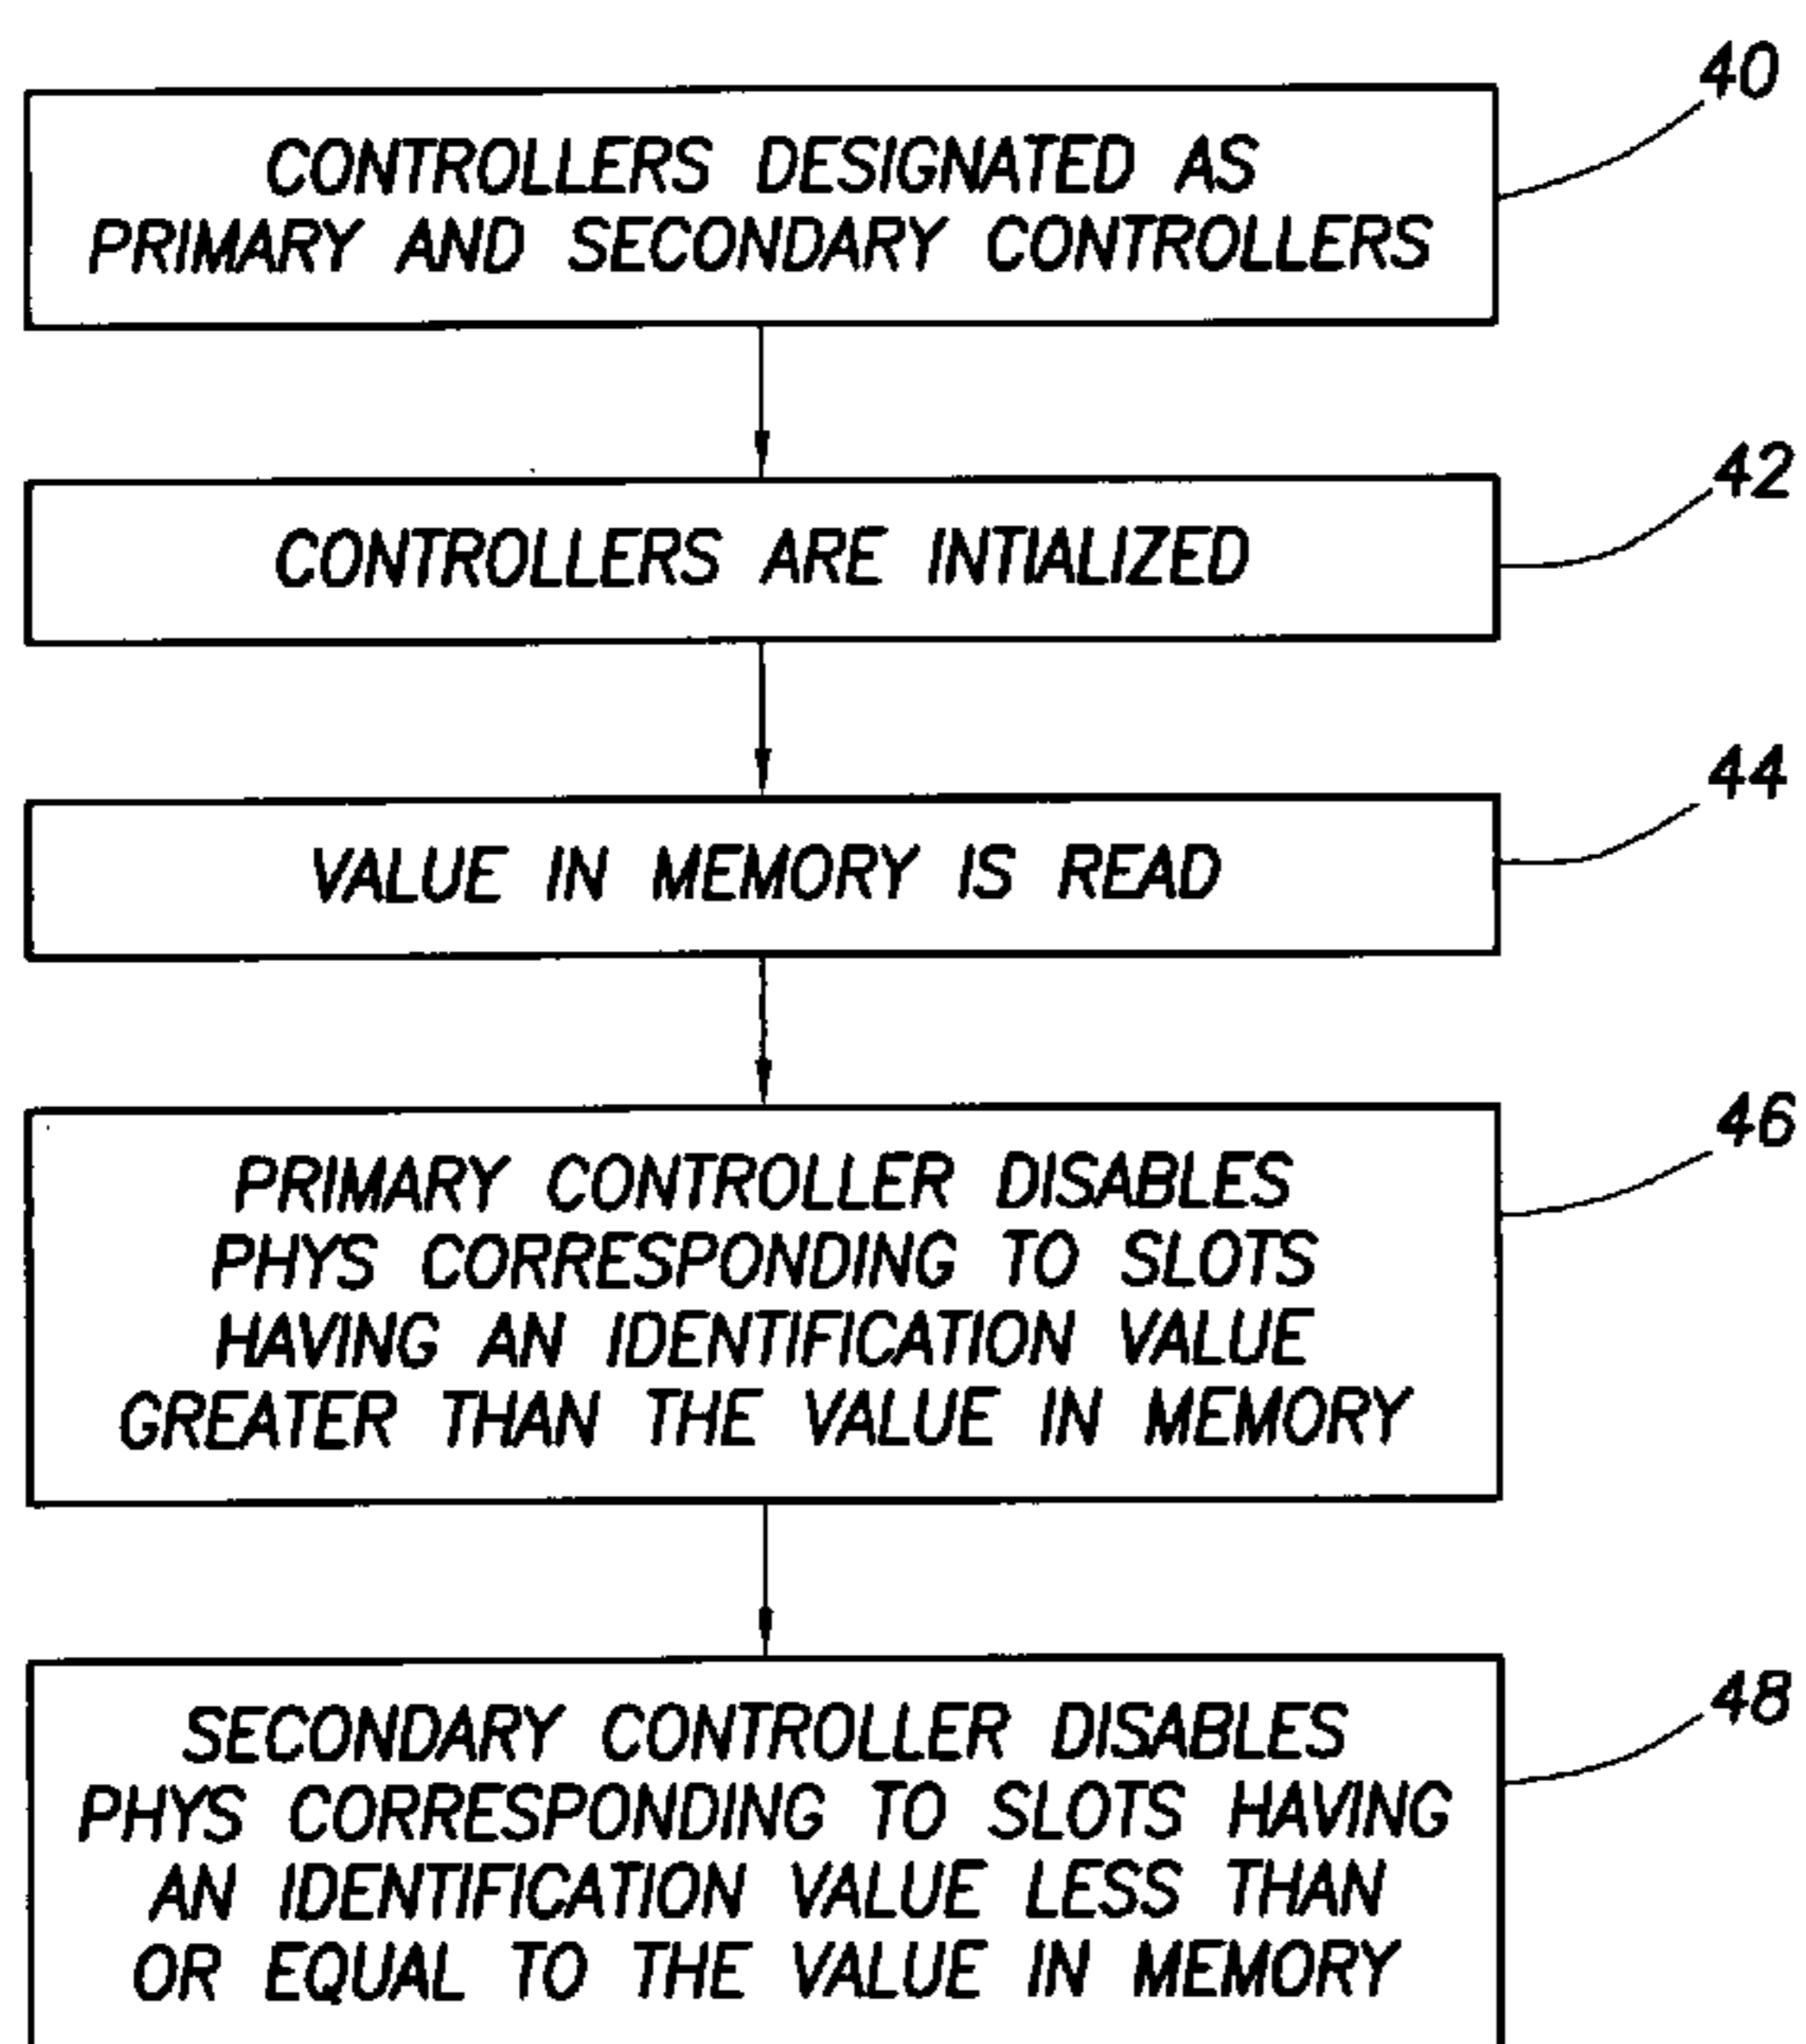 40
CONTROLLERS DESIGNATED AS
PRIMARY AND SECONDARY CONTROLLERS
42
CONTROLLERS ARE INTIALIZED
44
VALUE IN MEMORY IS READ
46
PRIMARY CONTROLLER DISABLES
PHYS CORRESPONDING TO SLOTS
HAVING AN IDENTIFICATION VALUE
GREATER THAN THE VALUE IN MEMORY
48
SECONDARY CONTROLLER DISABLES
PHYS CORRESPONDING TO SLOTS HAVING
AN IDENTIFICATION VALUE LESS THAN
OR EQUAL TO THE VALUE IN MEMORY